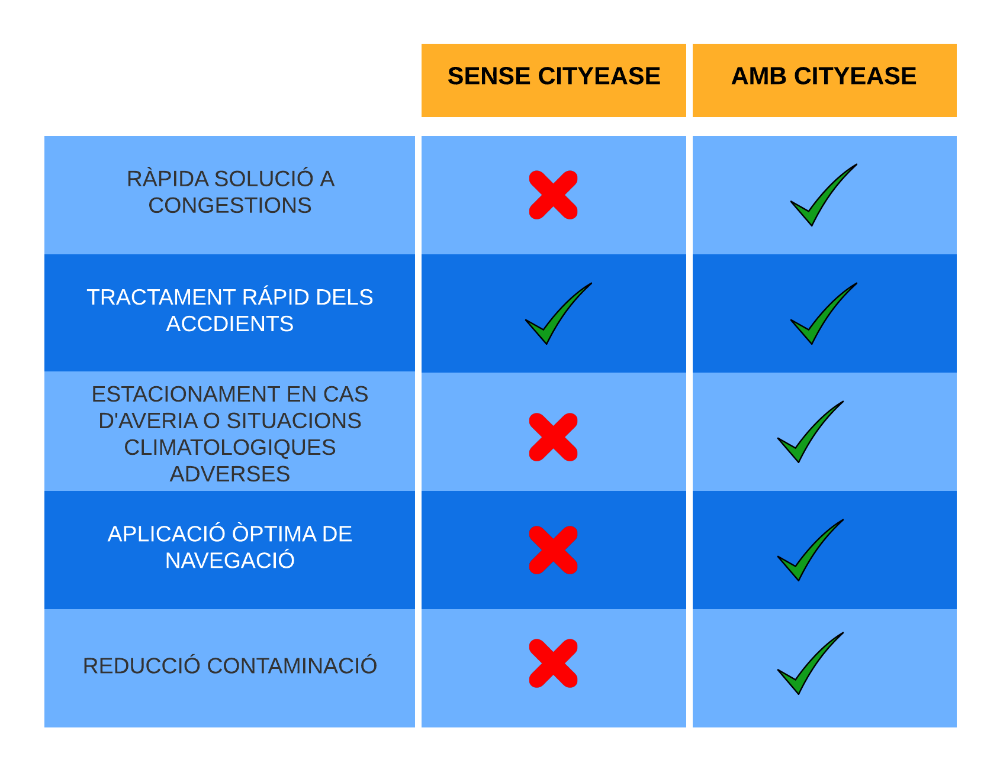 SENSE CITYEASE
AMB CITYEASE
RÀPIDA SOLUCIÓ A
CONGESTIONS
TRACTAMENT RÁPID DELS
ACCDIENTS
ESTACIONAMENT EN CAS
D'AVERIA O SITUACIONS
CLIMATOLOGIQUES
ADVERSES
APLICACIÓ ÒPTIMA DE
NAVEGACIÓ
REDUCCIÓ CONTAMINACIÓ